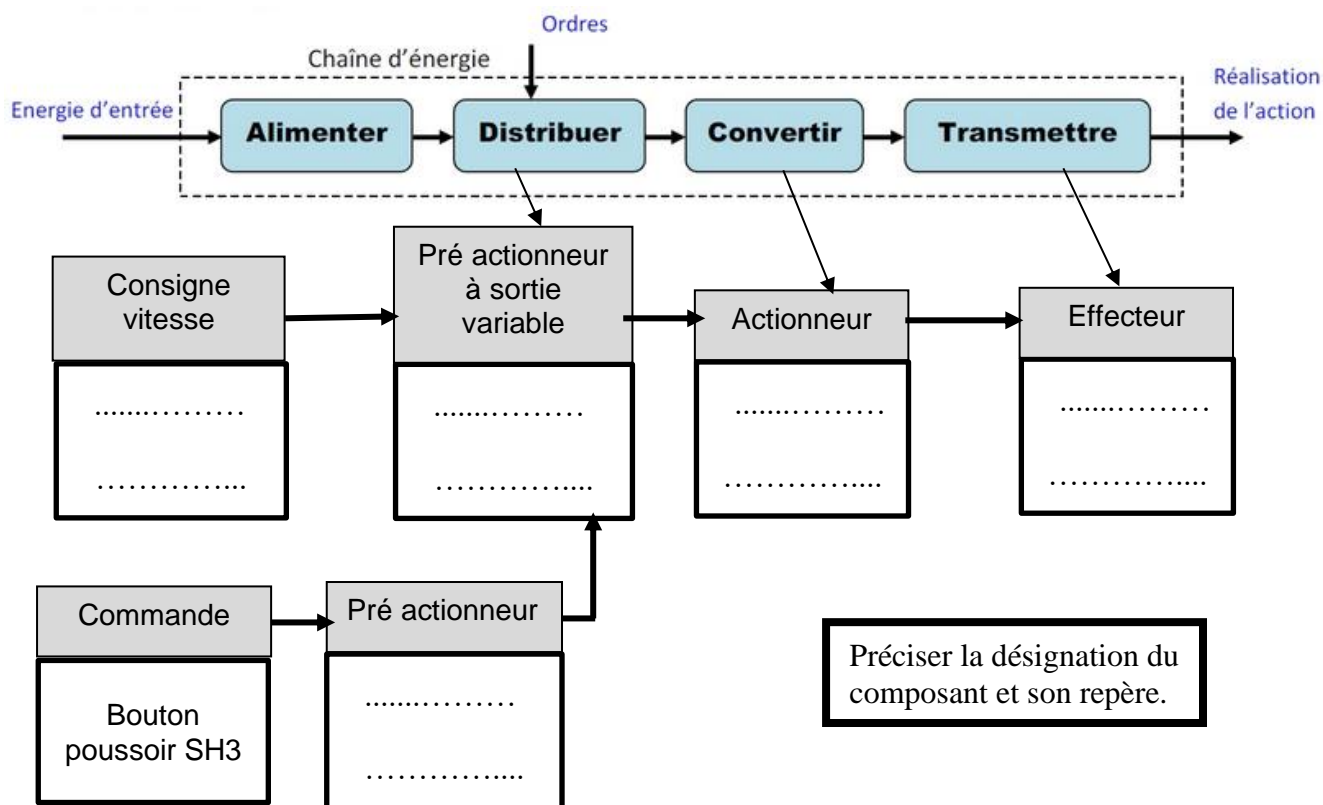 Ordres
Chaîne d'énergie
Energie d'entrée
Réalisation
de l'action
Alimenter
Distribuer
Convertir
Transmettre
Consigne
vitesse
.......………
…………...
Pré actionneur
à sortie
variable
.......………
…………....
Actionneur
.......………
…………....
Effecteur
.......………
…………....
Commande
Bouton
poussoir SH3
Pré actionneur
.......………
…………....
Préciser la désignation du
composant et son repère.